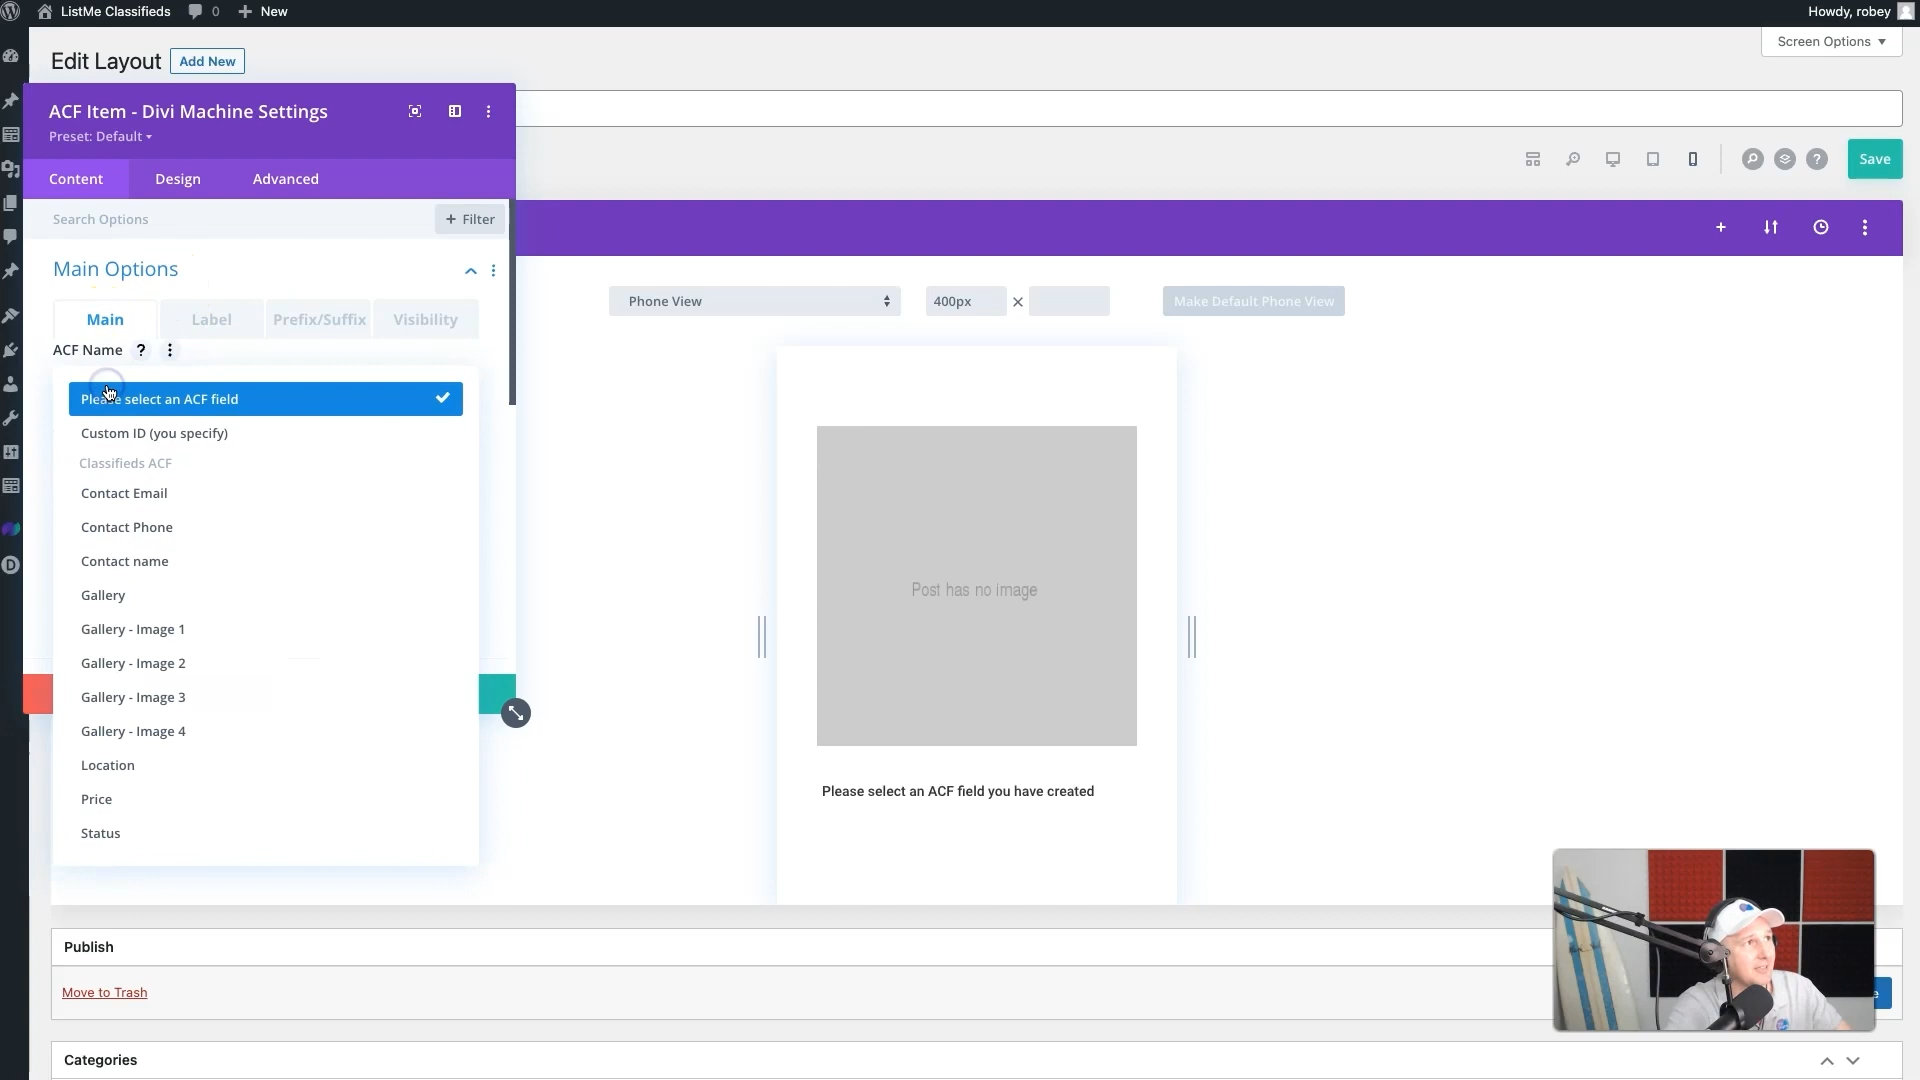 ListMe Classifieds
0
New
Howdy, robey
Screen Options
Edit Layout
Add New
ACF Item - Divi Machine Settings
Preset: Default
Save
Content
Design
Advanced
Search Options
+ Filter
Main Options
Main
Label
Prefix/Suffix
Visibility
Phone View
400px
Make Default Phone View
ACF Name
Please select an ACF field
Custom ID (you specify)
Classifieds ACF
Contact Email
Contact Phone
Contact name
Gallery
Gallery - Image 1
Gallery - Image 2
Gallery - Image 3
Gallery - Image 4
Location
Price
Status
Post has no image
Please select an ACF field you have created
Publish
Move to Trash
Categories